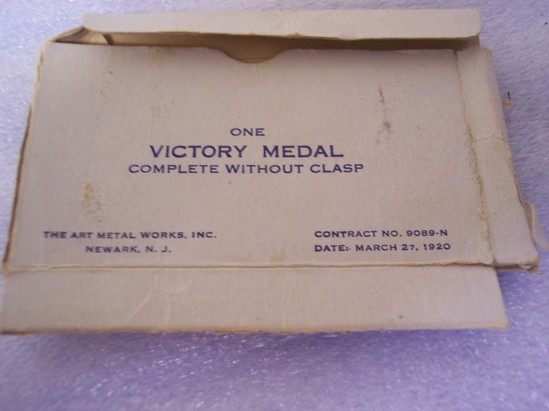 ONE
VICTORY MEDAL
COMPLETE WITHOUT CLASP
THE ART METAL WORKS, INC.
NEWARK, N. J.
CONTRACT NO. 9089-N
DATE:- MARCH 27, 1920